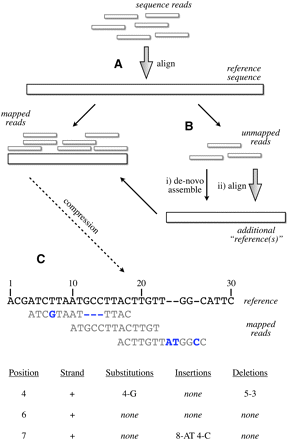 sequence reads
A
align
reference
sequence
mapped
reads
B
unmapped
reads
i) de-novo
assemble
ii) align
compression
additional
"reference(s)"
C
1 10 20 30
ACGATCTTAATGCCTTACTTGTT--GG-CATTC reference
ATCGTAAT---TTAC
ATGCCTTACTTGT mapped
reads
ACTTGTTATGGCC
Position Strand Substitutions Insertions Deletions
4 + 4-G none 5-3
6 + none none none
7 + none 8-AT 4-C none